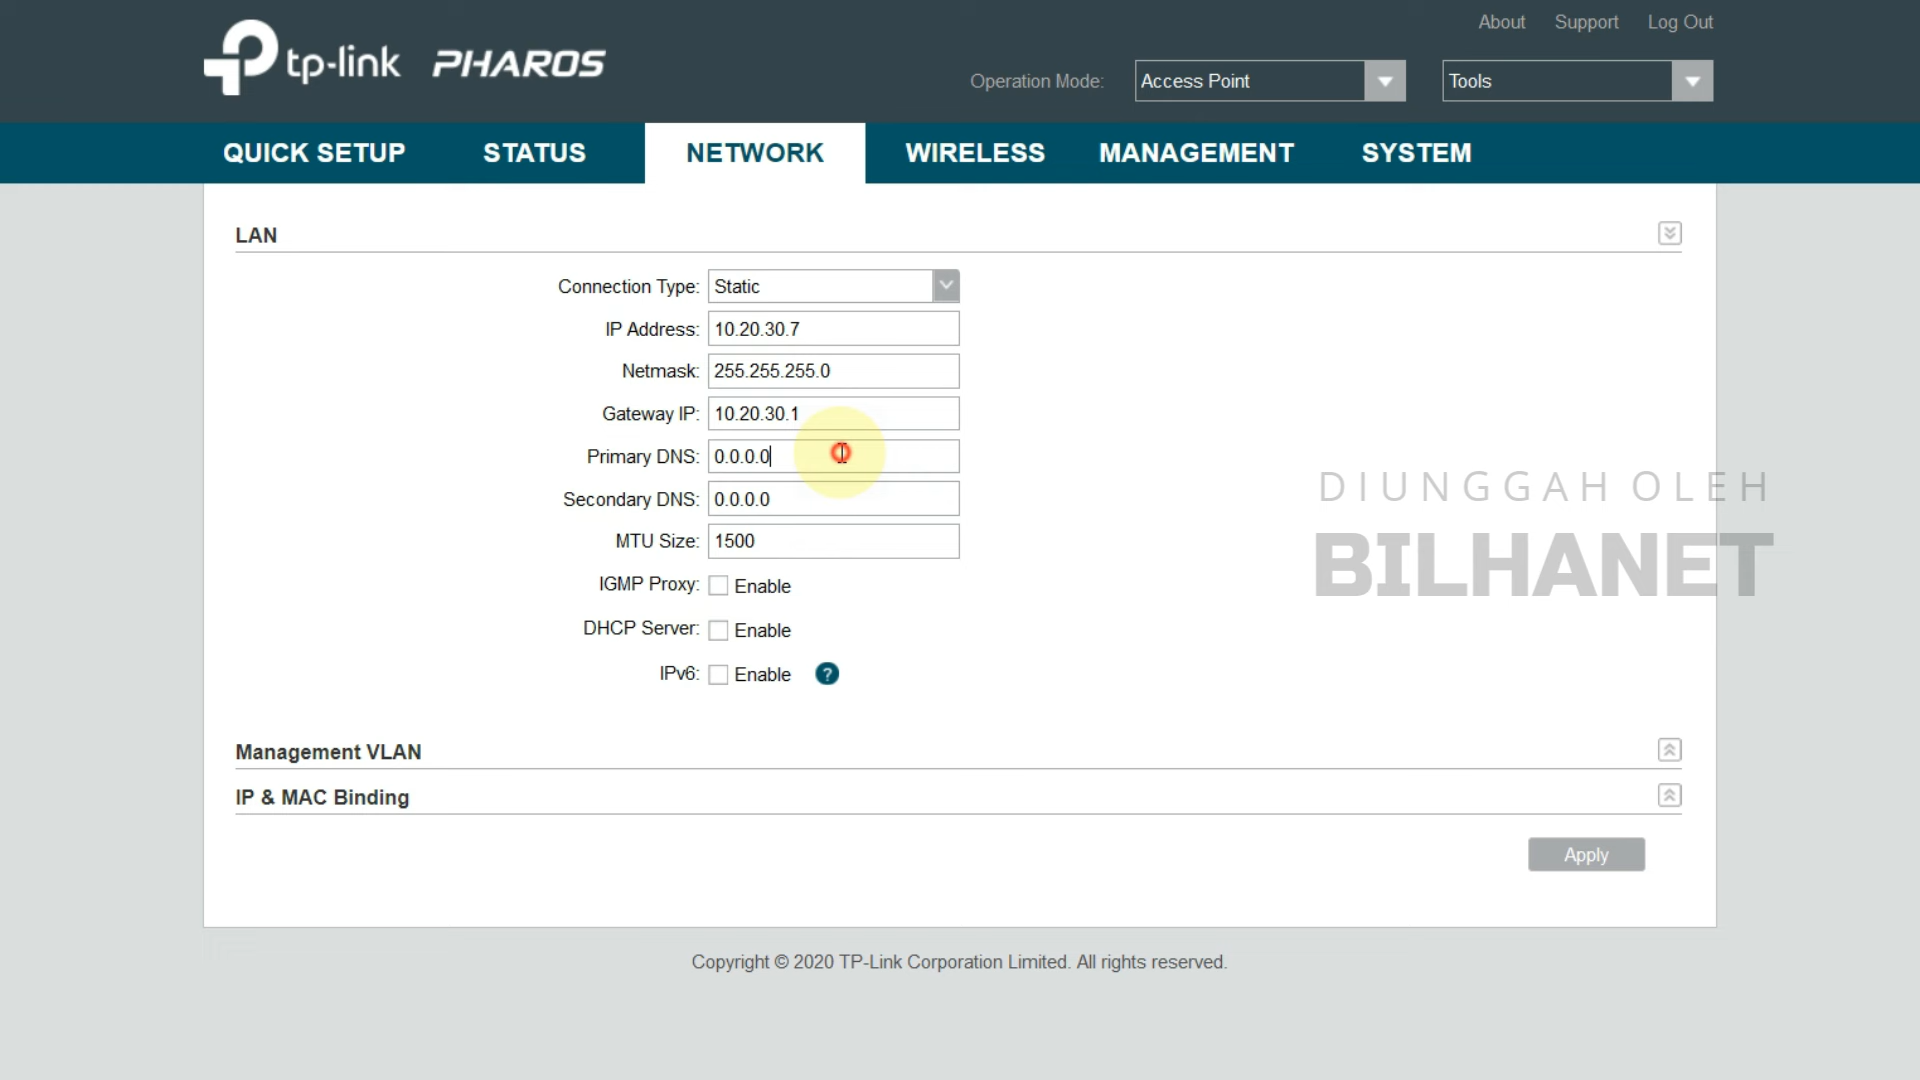 About Support Log Out
tp-link PHAROS
Operation Mode: Access Point Tools
QUICK SETUP STATUS NETWORK WIRELESS MANAGEMENT SYSTEM
LAN
Connection Type: Static
IP Address: 10.20.30.7
Netmask: 255.255.255.0
Gateway IP: 10.20.30.1
Primary DNS: 0.0.0.0
Secondary DNS: 0.0.0.0
MTU Size: 1500
IGMP Proxy: Enable
DHCP Server: Enable
IPv6: Enable ?
DIUNGGAH OLEH
BILHANET
Management VLAN
IP & MAC Binding
Apply
Copyright © 2020 TP-Link Corporation Limited. All rights reserved.